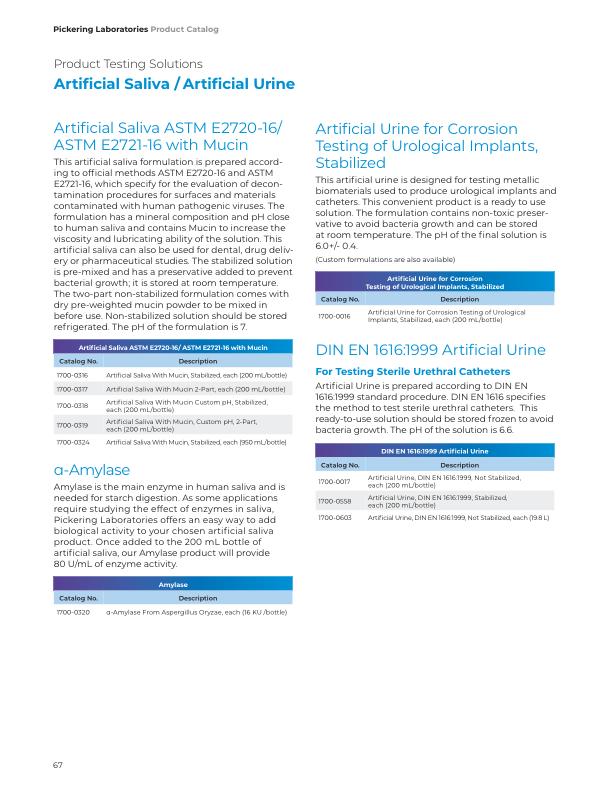 Pickering Laboratories Product Catalog
Product Testing Solutions
Artificial Saliva / Artificial Urine
Artificial Saliva ASTM E2720-16/
ASTM E2721-16 with Mucin
This artificial saliva formulation is prepared accord-
ing to official methods ASTM E2720-16 and ASTM
E2721-16, which specify for the evaluation of decon-
tamination procedures for surfaces and materials
contaminated with human pathogenic viruses. The
formulation has a mineral composition and pH close
to human saliva and contains Mucin to increase the
viscosity and lubricating ability of the solution. This
artificial saliva can also be used for dental, drug deliv-
ery or pharmaceutical studies. The stabilized solution
is pre-mixed and has a preservative added to prevent
bacterial growth; it is stored at room temperature.
The two-part non-stabilized formulation comes with
dry pre-weighted mucin powder to be mixed in
before use. Non-stabilized solution should be stored
refrigerated. The pH of the formulation is 7.
Artificial Saliva ASTM E2720-16/ ASTM E2721-16 with Mucin
Catalog No. Description
1700-0316 Artificial Saliva With Mucin, Stabilized, each (200 mL/bottle)
1700-0317 Artificial Saliva With Mucin 2-Part, each (200 mL/bottle)
1700-0318 Artificial Saliva With Mucin Custom pH, Stabilized,
each (200 mL/bottle)
1700-0319 Artificial Saliva With Mucin, Custom pH, 2-Part,
each (200 mL/bottle)
1700-0324 Artificial Saliva With Mucin, Stabilized, each (950 mL/bottle)
α-Amylase
Amylase is the main enzyme in human saliva and is
needed for starch digestion. As some applications
require studying the effect of enzymes in saliva,
Pickering Laboratories offers an easy way to add
biological activity to your chosen artificial saliva
product. Once added to the 200 mL bottle of
artificial saliva, our Amylase product will provide
80 U/mL of enzyme activity.
Amylase
Catalog No. Description
1700-0320 α-Amylase From Aspergillus Oryzae, each (16 KU /bottle)
Artificial Urine for Corrosion
Testing of Urological Implants,
Stabilized
This artificial urine is designed for testing metallic
biomaterials used to produce urological implants and
catheters. This convenient product is a ready to use
solution. The formulation contains non-toxic preser-
vative to avoid bacteria growth and can be stored
at room temperature. The pH of the final solution is
6.0+/- 0.4.
(Custom formulations are also available)
Artificial Urine for Corrosion
Testing of Urological Implants, Stabilized
Catalog No. Description
1700-0016 Artificial Urine for Corrosion Testing of Urological
Implants, Stabilized, each (200 mL/bottle)
DIN EN 1616:1999 Artificial Urine
For Testing Sterile Urethral Catheters
Artificial Urine is prepared according to DIN EN
1616:1999 standard procedure. DIN EN 1616 specifies
the method to test sterile urethral catheters. This
ready-to-use solution should be stored frozen to avoid
bacteria growth. The pH of the solution is 6.6.
DIN EN 1616:1999 Artificial Urine
Catalog No. Description
1700-0017 Artificial Urine, DIN EN 1616:1999, Not Stabilized,
each (200 mL/bottle)
1700-0558 Artificial Urine, DIN EN 1616:1999, Stabilized,
each (200 mL/bottle)
1700-0603 Artificial Urine, DIN EN 1616:1999, Not Stabilized, each (19.8 L)
67